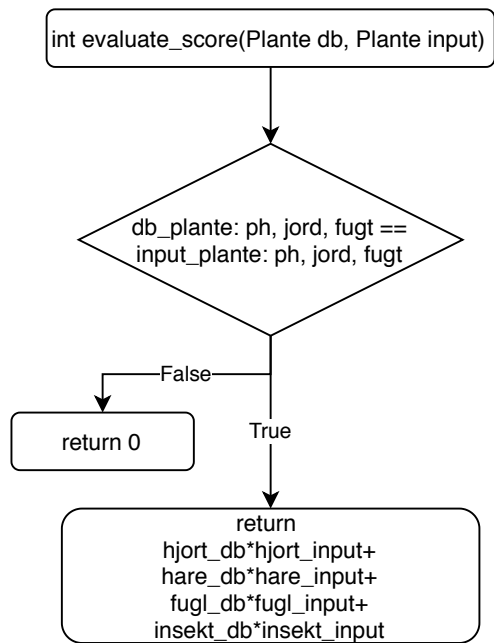 int evaluate_score(Plante db, Plante input)
db_plante: ph, jord, fugt ==
input_plante: ph, jord, fugt
False
return 0
True
return
hjort_db*hjort_input+
hare_db*hare_input+
fugl_db*fugl_input+
insekt_db*insekt_input